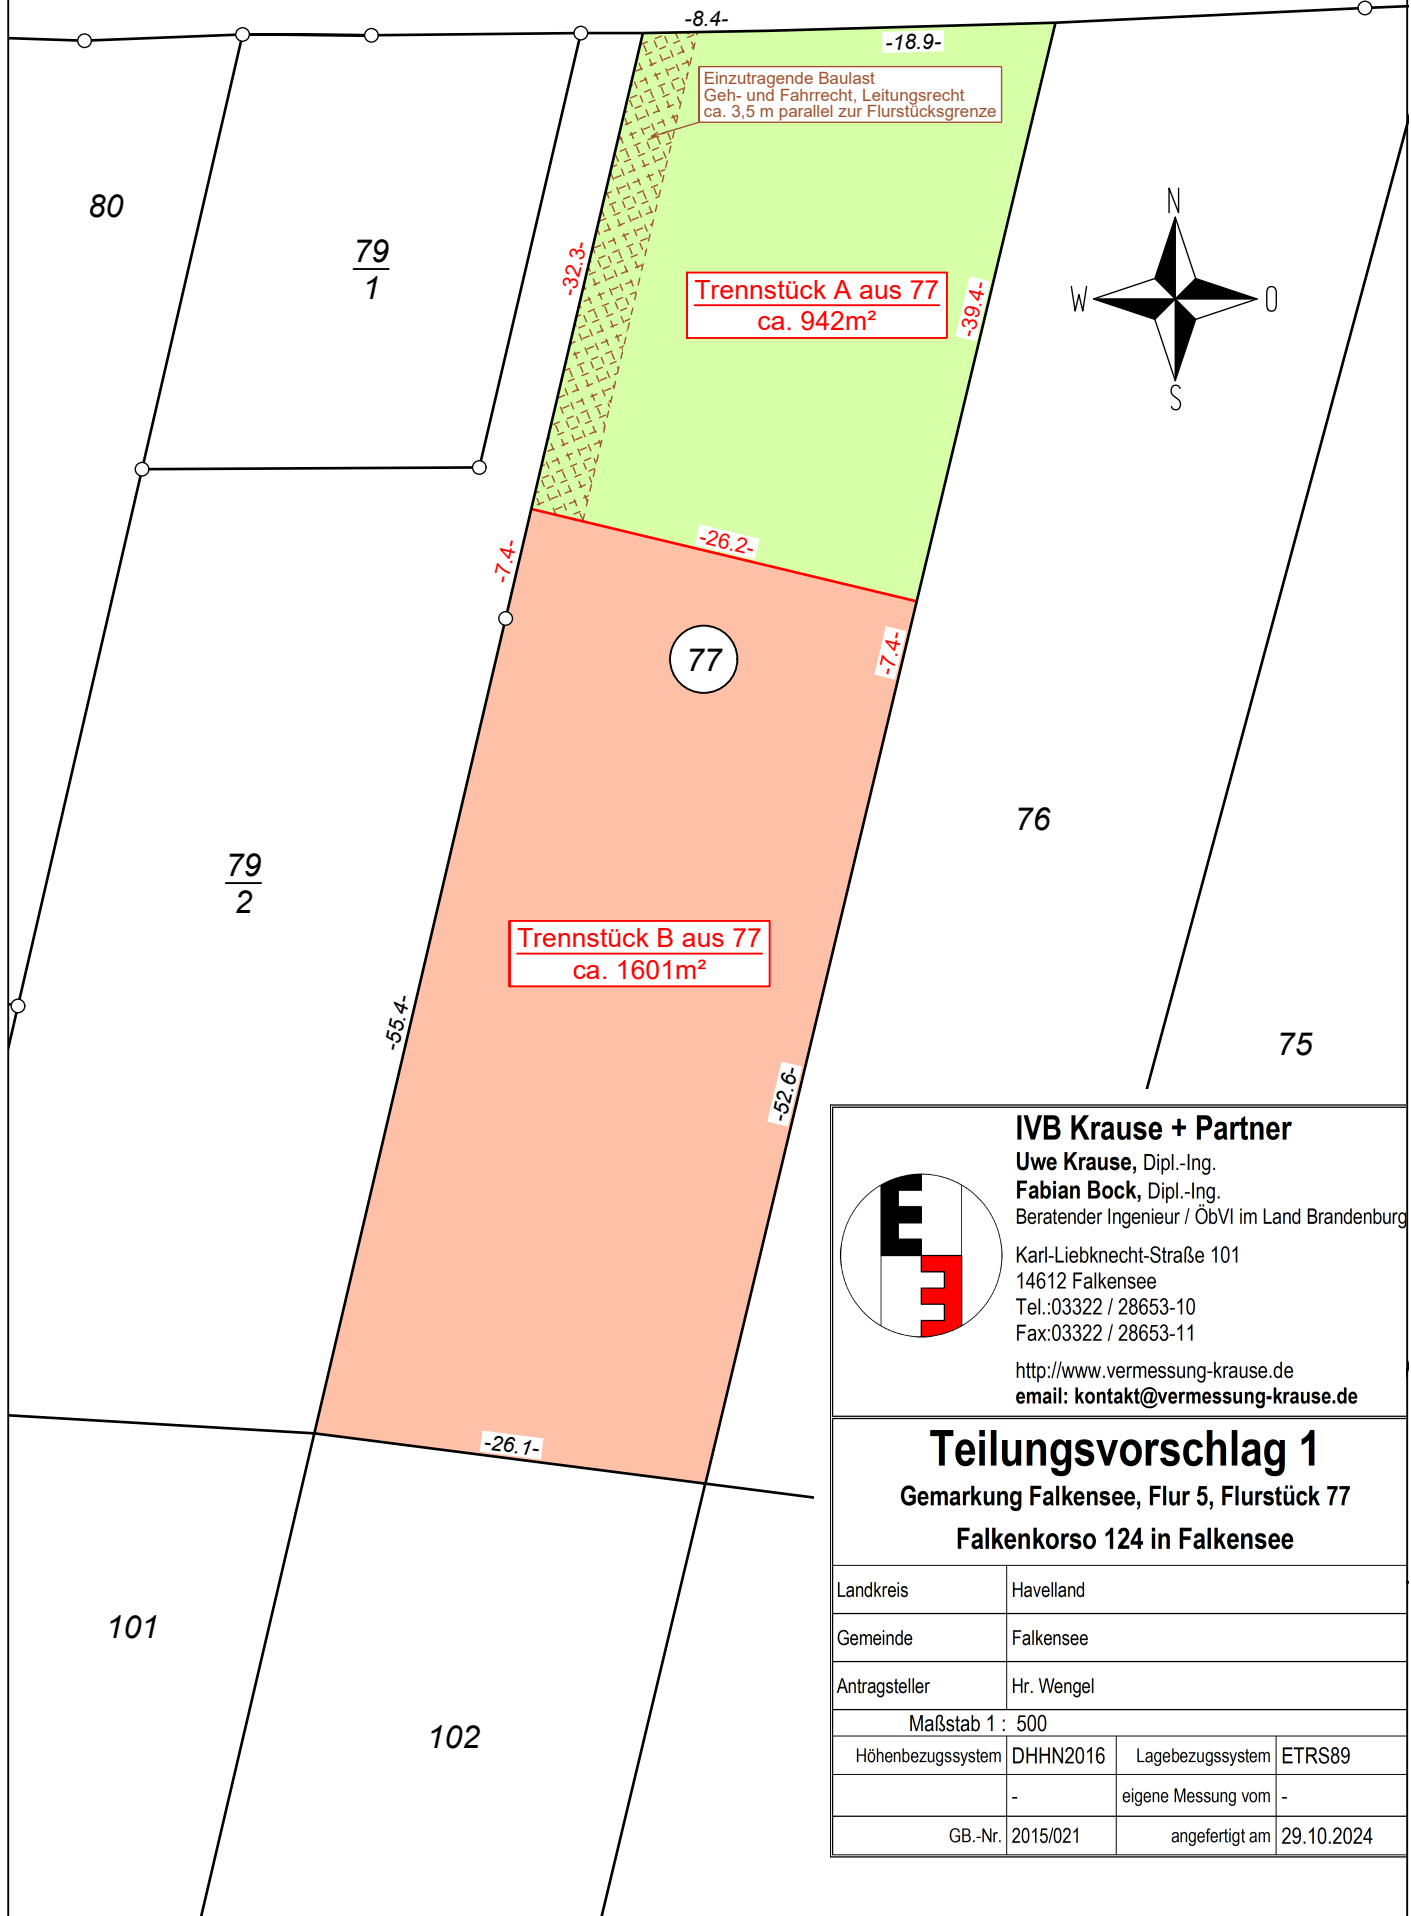 -8.4-
-18.9-
Einzutragende Baulast
Geh- und Fahrrecht, Leitungsrecht
ca. 3,5 m parallel zur Flurstücksgrenze
80
79
1
-32.3-
Trennstück A aus 77
ca. 942m²
-39.4-
N
W
O
S
-7.4-
-26.2-
77
-7.4-
76
79
2
Trennstück B aus 77
ca. 1601m²
-55.4-
-52.6-
75
-26.1-
101
102
IVB Krause + Partner
Uwe Krause, Dipl.-Ing.
Fabian Bock, Dipl.-Ing.
Beratender Ingenieur / ÖbVI im Land Brandenburg
Karl-Liebknecht-Straße 101
14612 Falkensee
Tel.:03322 / 28653-10
Fax:03322 / 28653-11
http://www.vermessung-krause.de
email: kontakt@vermessung-krause.de
Teilungsvorschlag 1
Gemarkung Falkensee, Flur 5, Flurstück 77
Falkenkorso 124 in Falkensee
Landkreis Havelland
Gemeinde Falkensee
Antragsteller Hr. Wengel
Maßstab 1 : 500
Höhenbezugssystem DHHN2016 Lagebezugssystem ETRS89
- eigene Messung vom -
GB.-Nr. 2015/021 angefertigt am 29.10.2024